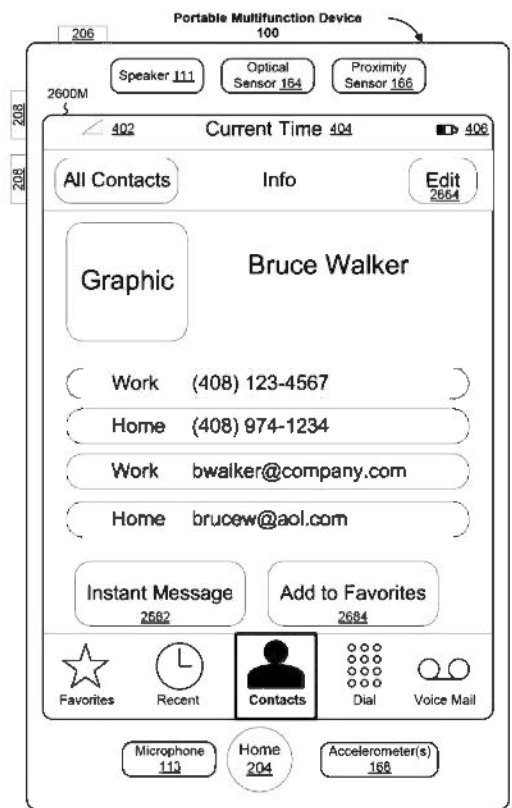 Portable Multifunction Device
100
206
Speaker 111
Optical
Sensor 164
Proximity
Sensor 166
2600M
208
208
402
Current Time 404
406
All Contacts
Info
Edit
2664
Graphic
Bruce Walker
Work (408) 123-4567
Home (408) 974-1234
Work bwalker@company.com
Home brucew@aol.com
Instant Message
2682
Add to Favorites
2684
Favorites
Recent
Contacts
Dial
Voice Mail
Microphone
113
Home
204
Accelerometer(s)
168